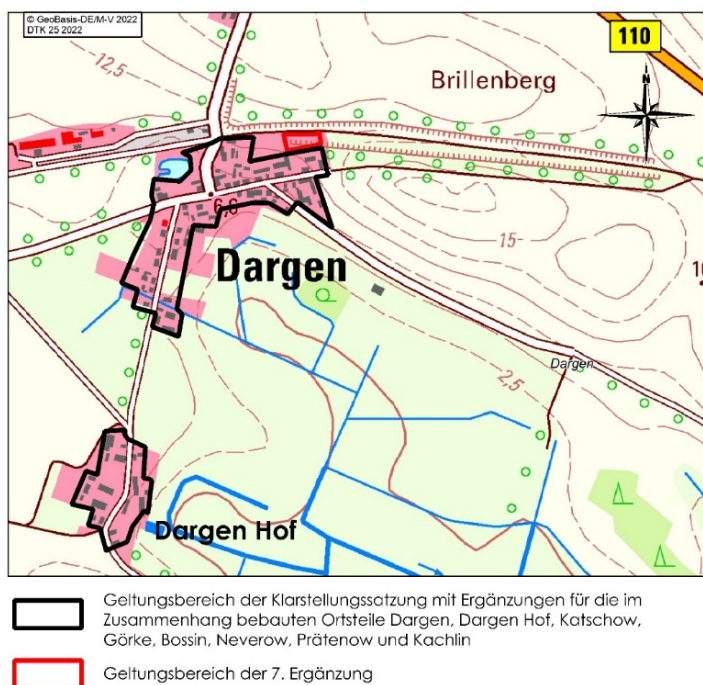 © GeoBasis-DE/M-V 2022
DTK 25 2022
110
12,5
Brillenberg
N
6,6
Dargen
15
2,5
Dargen
Dargen Hof
Geltungsbereich der Klarstellungssatzung mit Ergänzungen für die im
Zusammenhang bebauten Ortsteile Dargen, Dargen Hof, Katschow,
Görke, Bossin, Neverow, Prätenow und Kachlin
Geltungsbereich der 7. Ergänzung